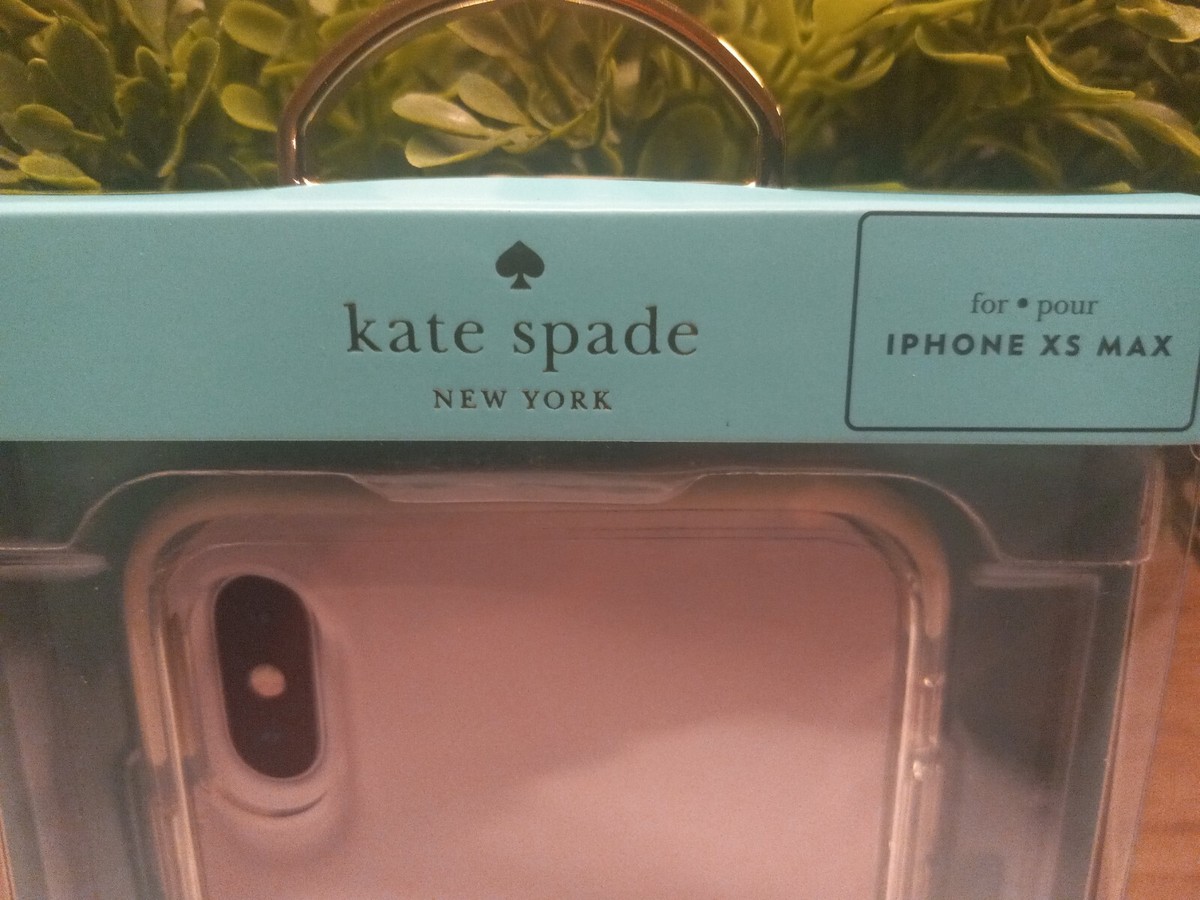 kate spade
NEW YORK
for • pour
IPHONE XS MAX